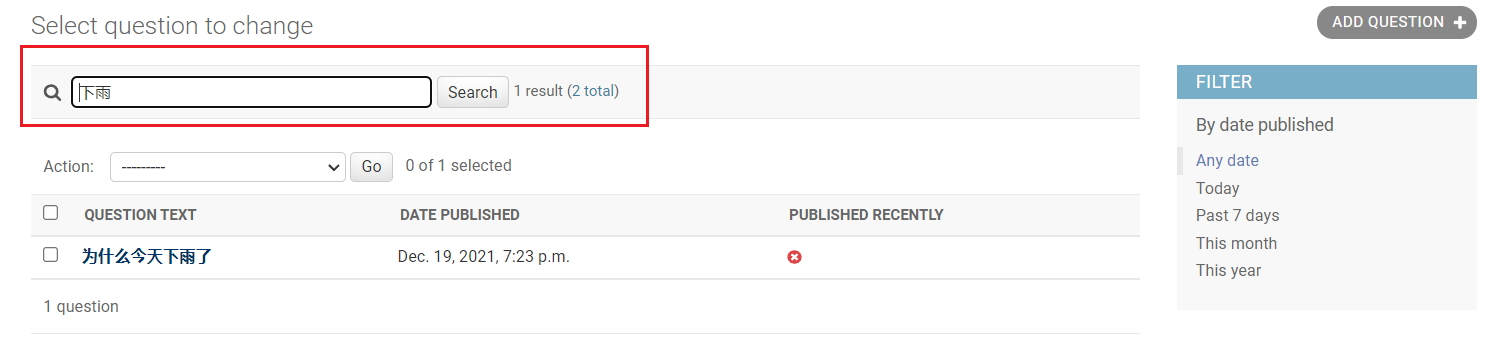 Select question to change
ADD QUESTION +
下雨 Search 1 result (2 total)
Action: --------- Go 0 of 1 selected
QUESTION TEXT DATE PUBLISHED PUBLISHED RECENTLY
为什么今天下雨了 Dec. 19, 2021, 7:23 p.m.
1 question
FILTER
By date published
Any date
Today
Past 7 days
This month
This year